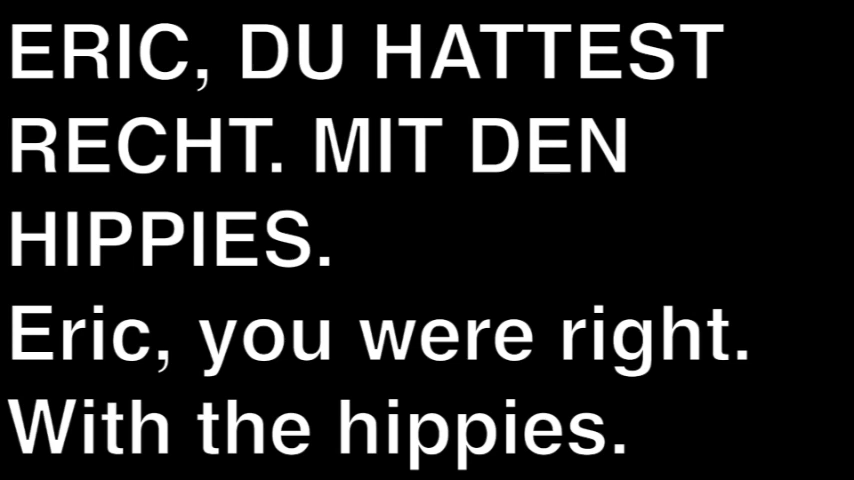 ERIC, DU HATTEST
RECHT. MIT DEN
HIPPIES.
Eric, you were right.
With the hippies.